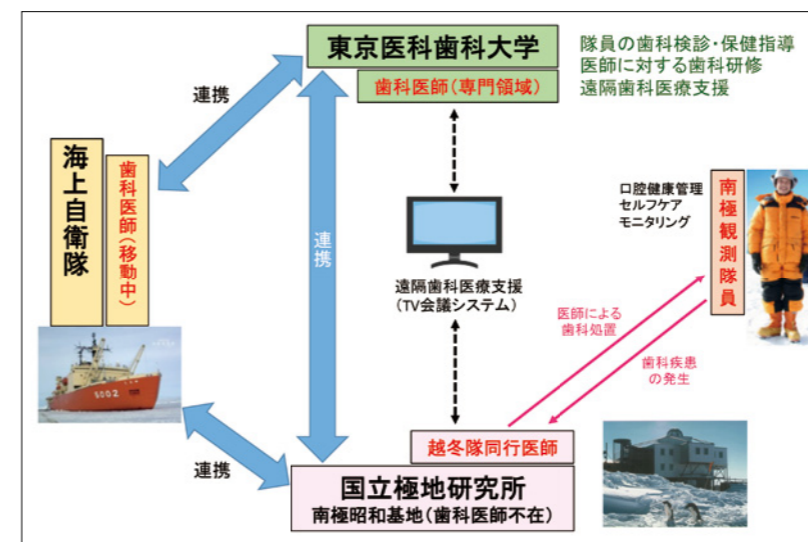 東京医科歯科大学
歯科医師(専門領域)
隊員の歯科検診・保健指導
医師に対する歯科研修
遠隔歯科医療支援
連携
海上自衛隊
歯科医師(移動中)
連携
口腔健康管理
セルフケア
モニタリング
南極観測隊員
遠隔歯科医療支援
(TV会議システム)
医師による
歯科処置
歯科疾患
の発生
5002
連携
越冬隊同行医師
国立極地研究所
南極昭和基地(歯科医師不在)